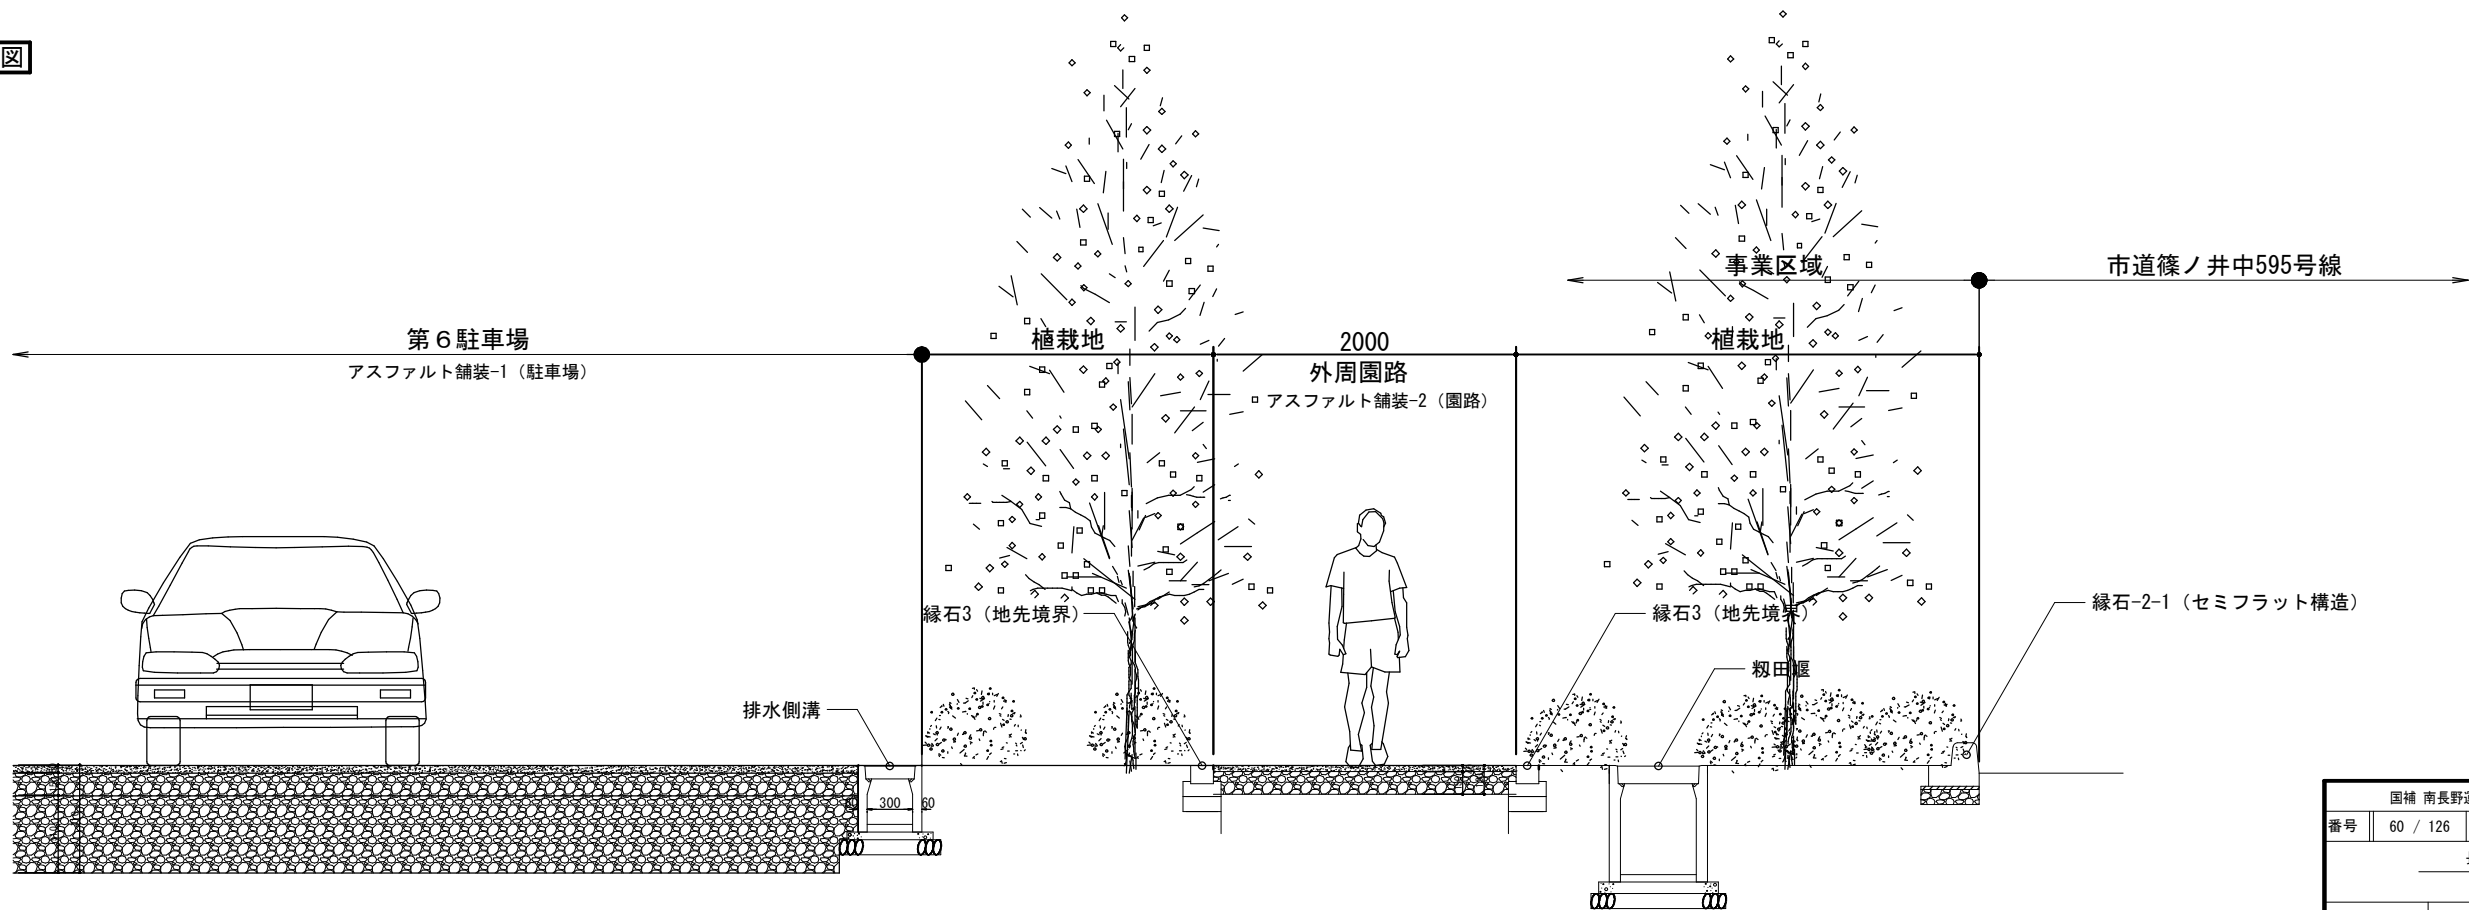 図
事業区域
市道篠ノ井中595号線
第6駐車場
植栽地
2000
植栽地
アスファルト舗装-1（駐車場）
外周園路
アスファルト舗装-2（園路）
縁石3（地先境界）
縁石3（地先境界）
縁石-2-1（セミフラット構造）
籾田堰
排水側溝
300
60
国補 南長野
番号 60 / 126